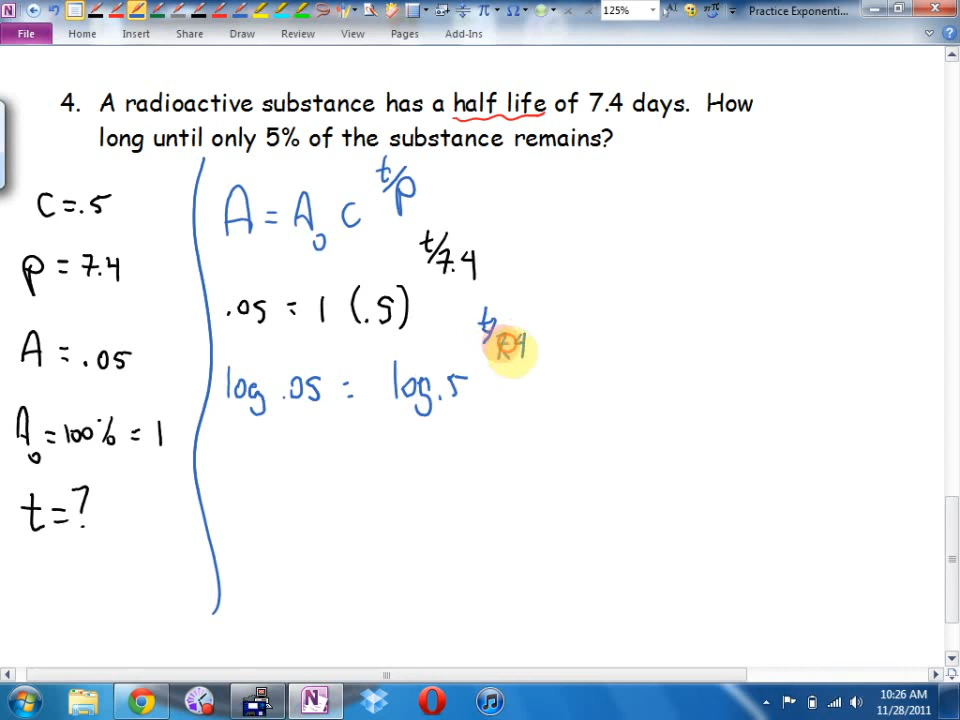 125%
Practice Exponenti...
File Home Insert Share Draw Review View Pages Add-Ins
4. A radioactive substance has a half life of 7.4 days. How
long until only 5% of the substance remains?
c = .5
p = 7.4
A = .05
A₀ = 100% = 1
t = ?
A = A₀ c t/p
.05 = 1 (.5) t/7.4
log .05 = log .5 t/7.4
10:26 AM
11/28/2011